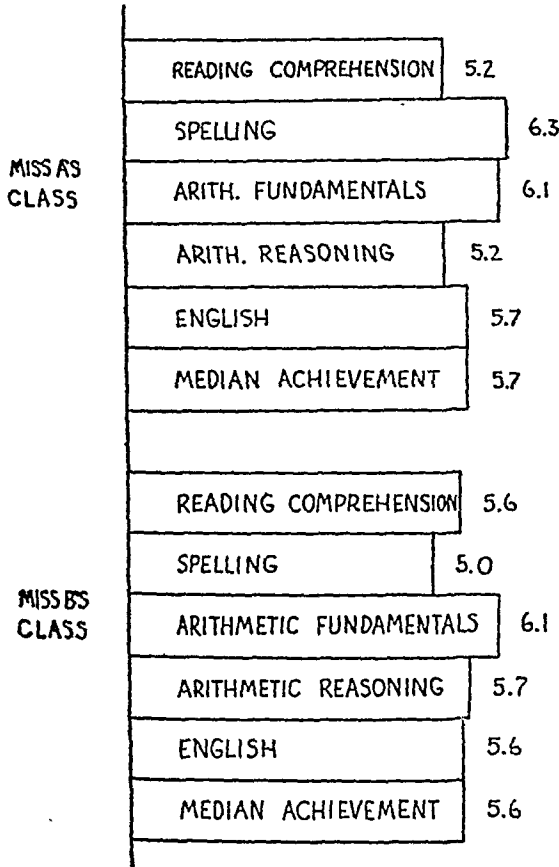 READING COMPREHENSION 5.2
SPELLING 6.3
MISS A'S
CLASS
ARITH. FUNDAMENTALS 6.1
ARITH. REASONING 5.2
ENGLISH 5.7
MEDIAN ACHIEVEMENT 5.7
READING COMPREHENSION 5.6
SPELLING 5.0
MISS B'S
CLASS
ARITHMETIC FUNDAMENTALS 6.1
ARITHMETIC REASONING 5.7
ENGLISH 5.6
MEDIAN ACHIEVEMENT 5.6